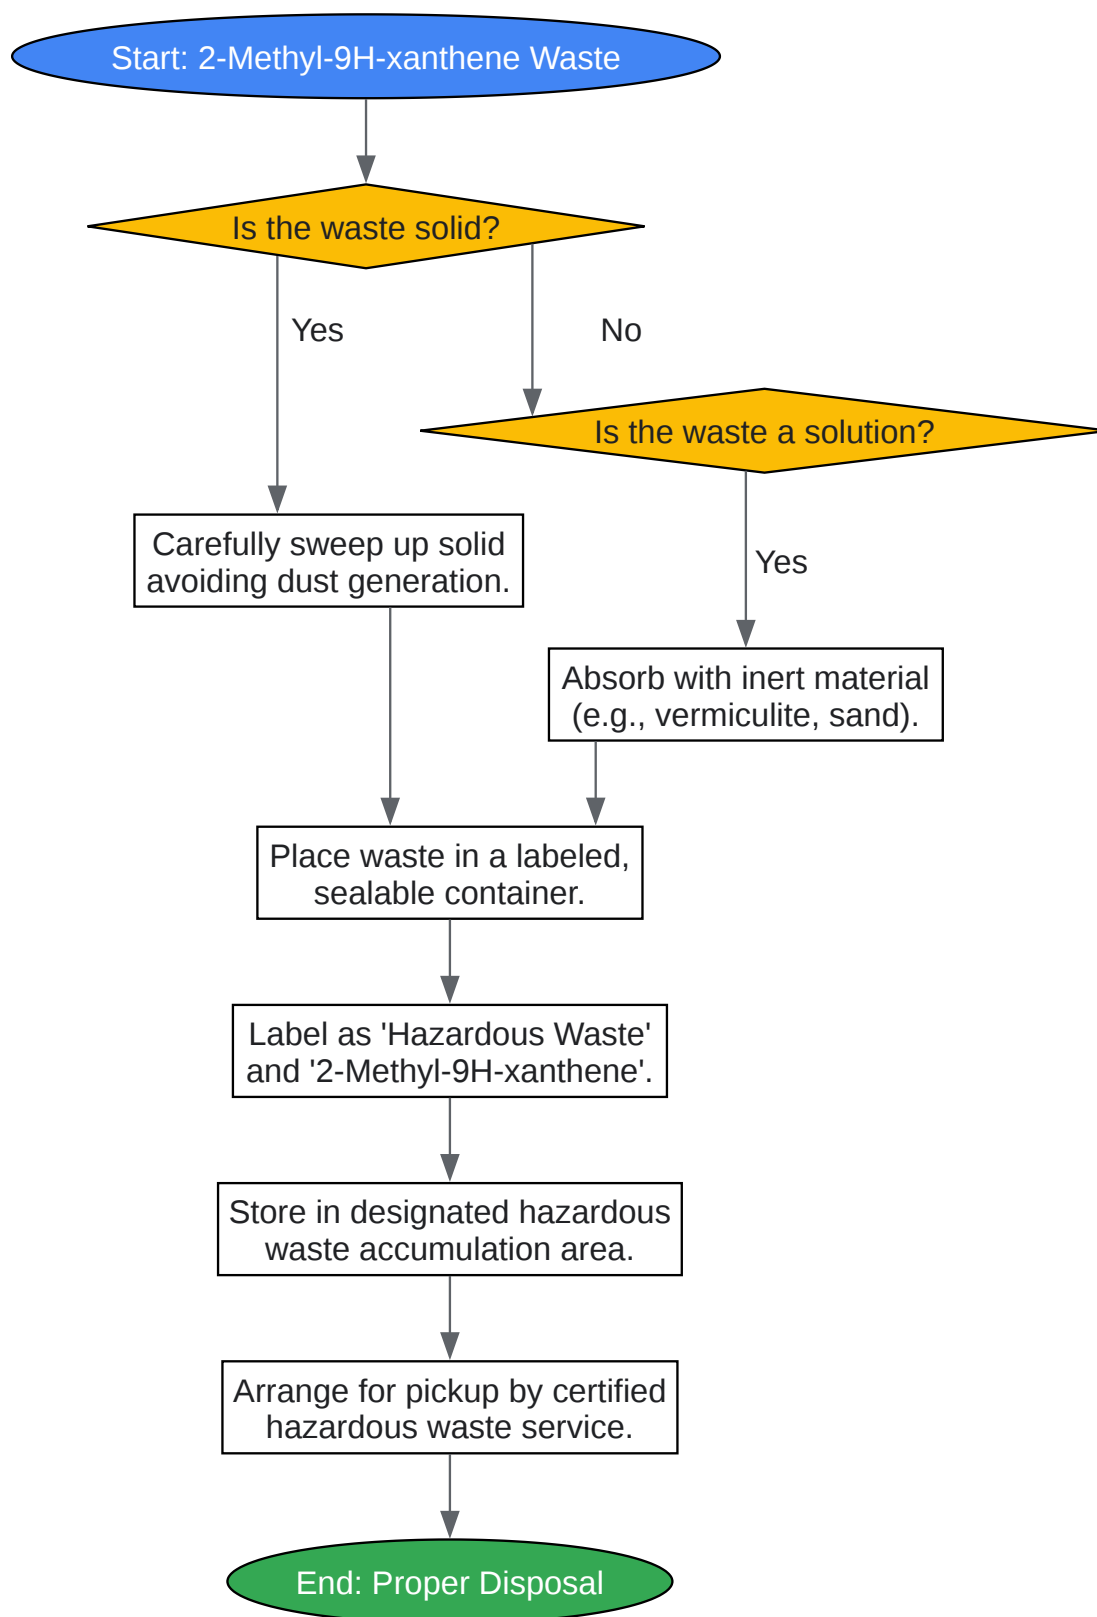 Start: 2-Methyl-9H-xanthene Waste
Is the waste solid?
Yes
No
Is the waste a solution?
Carefully sweep up solid
avoiding dust generation.
Yes
Absorb with inert material
(e.g., vermiculite, sand).
Place waste in a labeled,
sealable container.
Label as 'Hazardous Waste'
and '2-Methyl-9H-xanthene'.
Store in designated hazardous
waste accumulation area.
Arrange for pickup by certified
hazardous waste service.
End: Proper Disposal